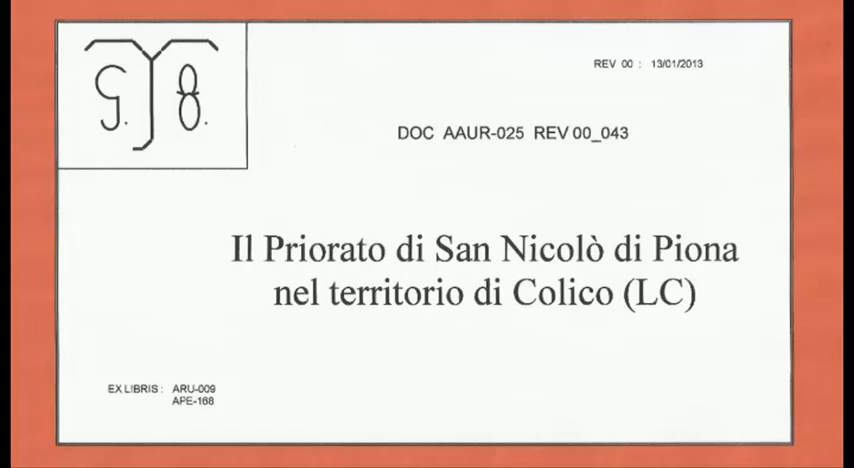 G. Y 8.
REV 00 : 13/01/2013
DOC AAUR-025 REV 00_043
Il Priorato di San Nicolò di Piona
nel territorio di Colico (LC)
EX LIBRIS : ARU-009
APE-168